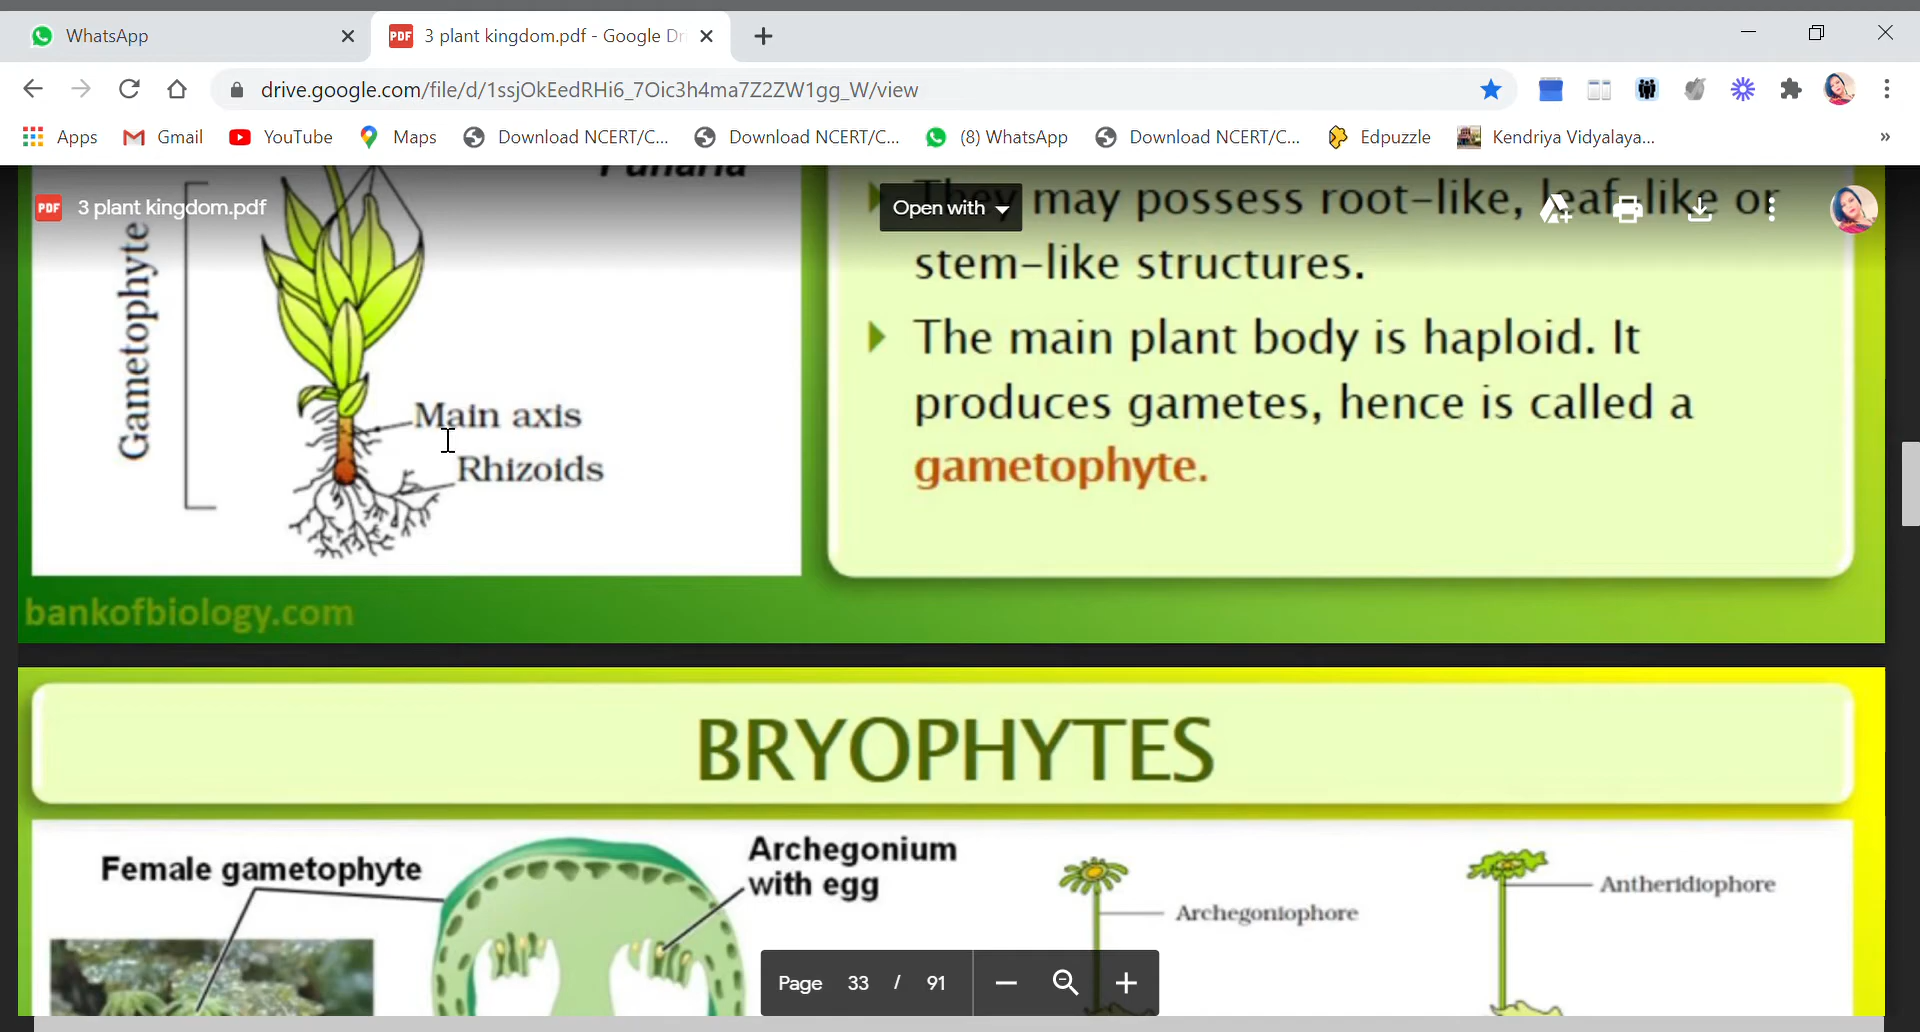 WhatsApp
3 plant kingdom.pdf - Google Dr
drive.google.com/file/d/1ssjOkEedRHi6_7Oic3h4ma7Z2ZW1gg_W/view
Apps
Gmail
YouTube
Maps
Download NCERT/C...
Download NCERT/C...
(8) WhatsApp
Download NCERT/C...
Edpuzzle
Kendriya Vidyalaya...
»
PDF 3 plant kingdom.pdf
Open with
Funaria
Gametophyte
Main axis
Rhizoids
They may possess root-like, leaf-like or
stem-like structures.
The main plant body is haploid. It
produces gametes, hence is called a
gametophyte.
bankofbiology.com
BRYOPHYTES
Female gametophyte
Archegonium
with egg
Archegoniophore
Antheridiophore
Page 33 / 91